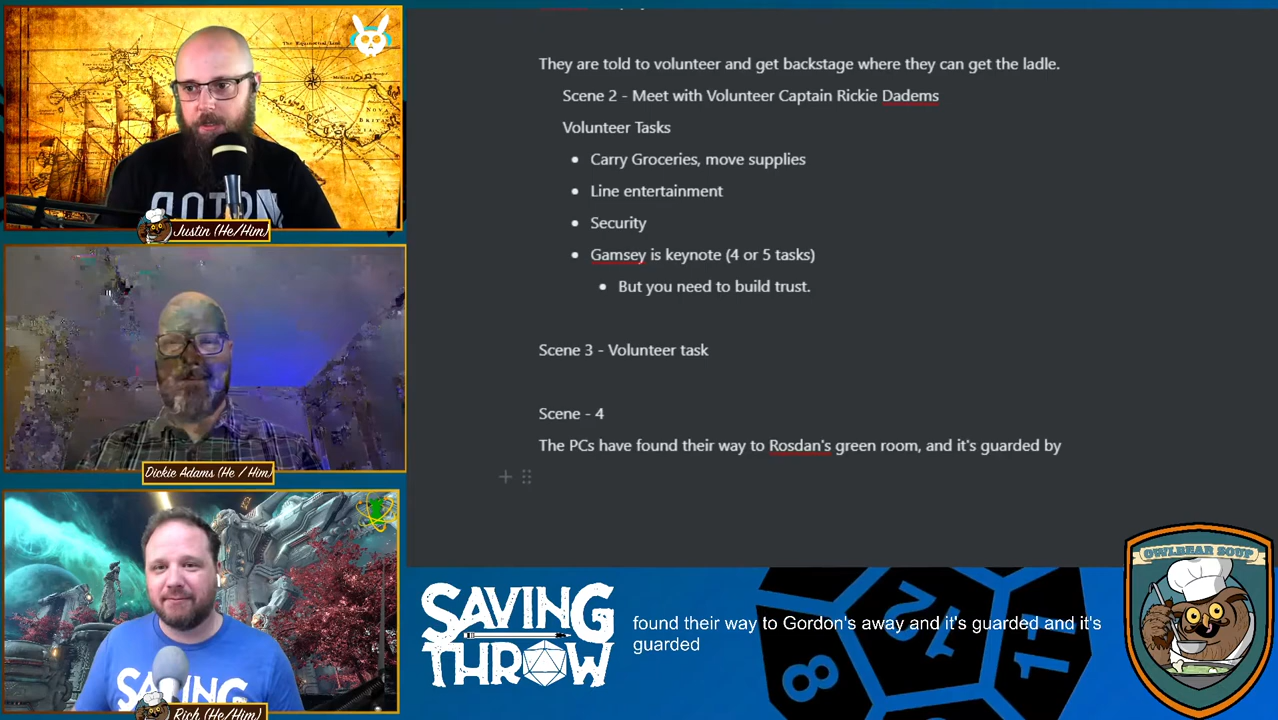 Justin (He/Him)
Dickie Adams (He / Him)
SAVING
Rich (He/Him)
They are told to volunteer and get backstage where they can get the ladle.
Scene 2 - Meet with Volunteer Captain Rickie Dadems
Volunteer Tasks
Carry Groceries, move supplies
Line entertainment
Security
Gamsey is keynote (4 or 5 tasks)
But you need to build trust.
Scene 3 - Volunteer task
Scene - 4
The PCs have found their way to Rosdan's green room, and it's guarded by
SAVING
THROW
found their way to Gordon's away and it's guarded and it's
guarded
8
12
11
OWLBEAR SOUP